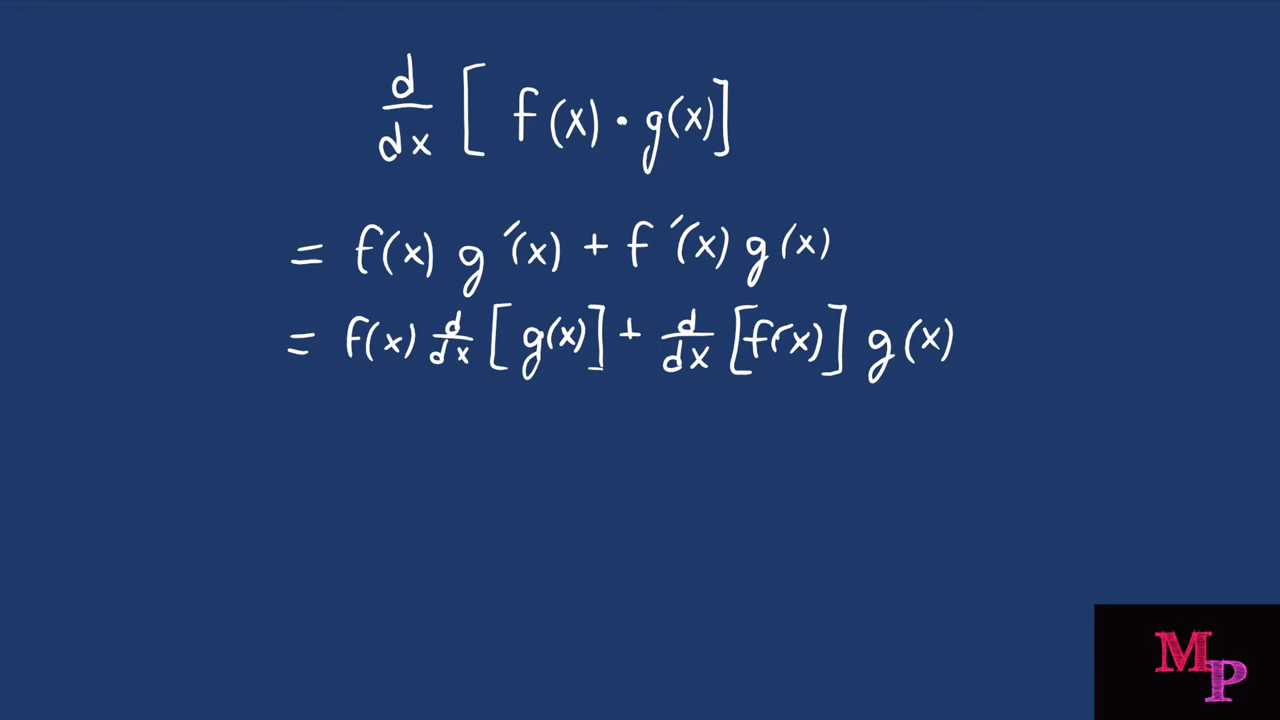 d/dx [ f(x) · g(x)]
= f(x) g'(x) + f'(x) g(x)
= f(x) d/dx [ g(x)] + d/dx [f(x)] g(x)
MP